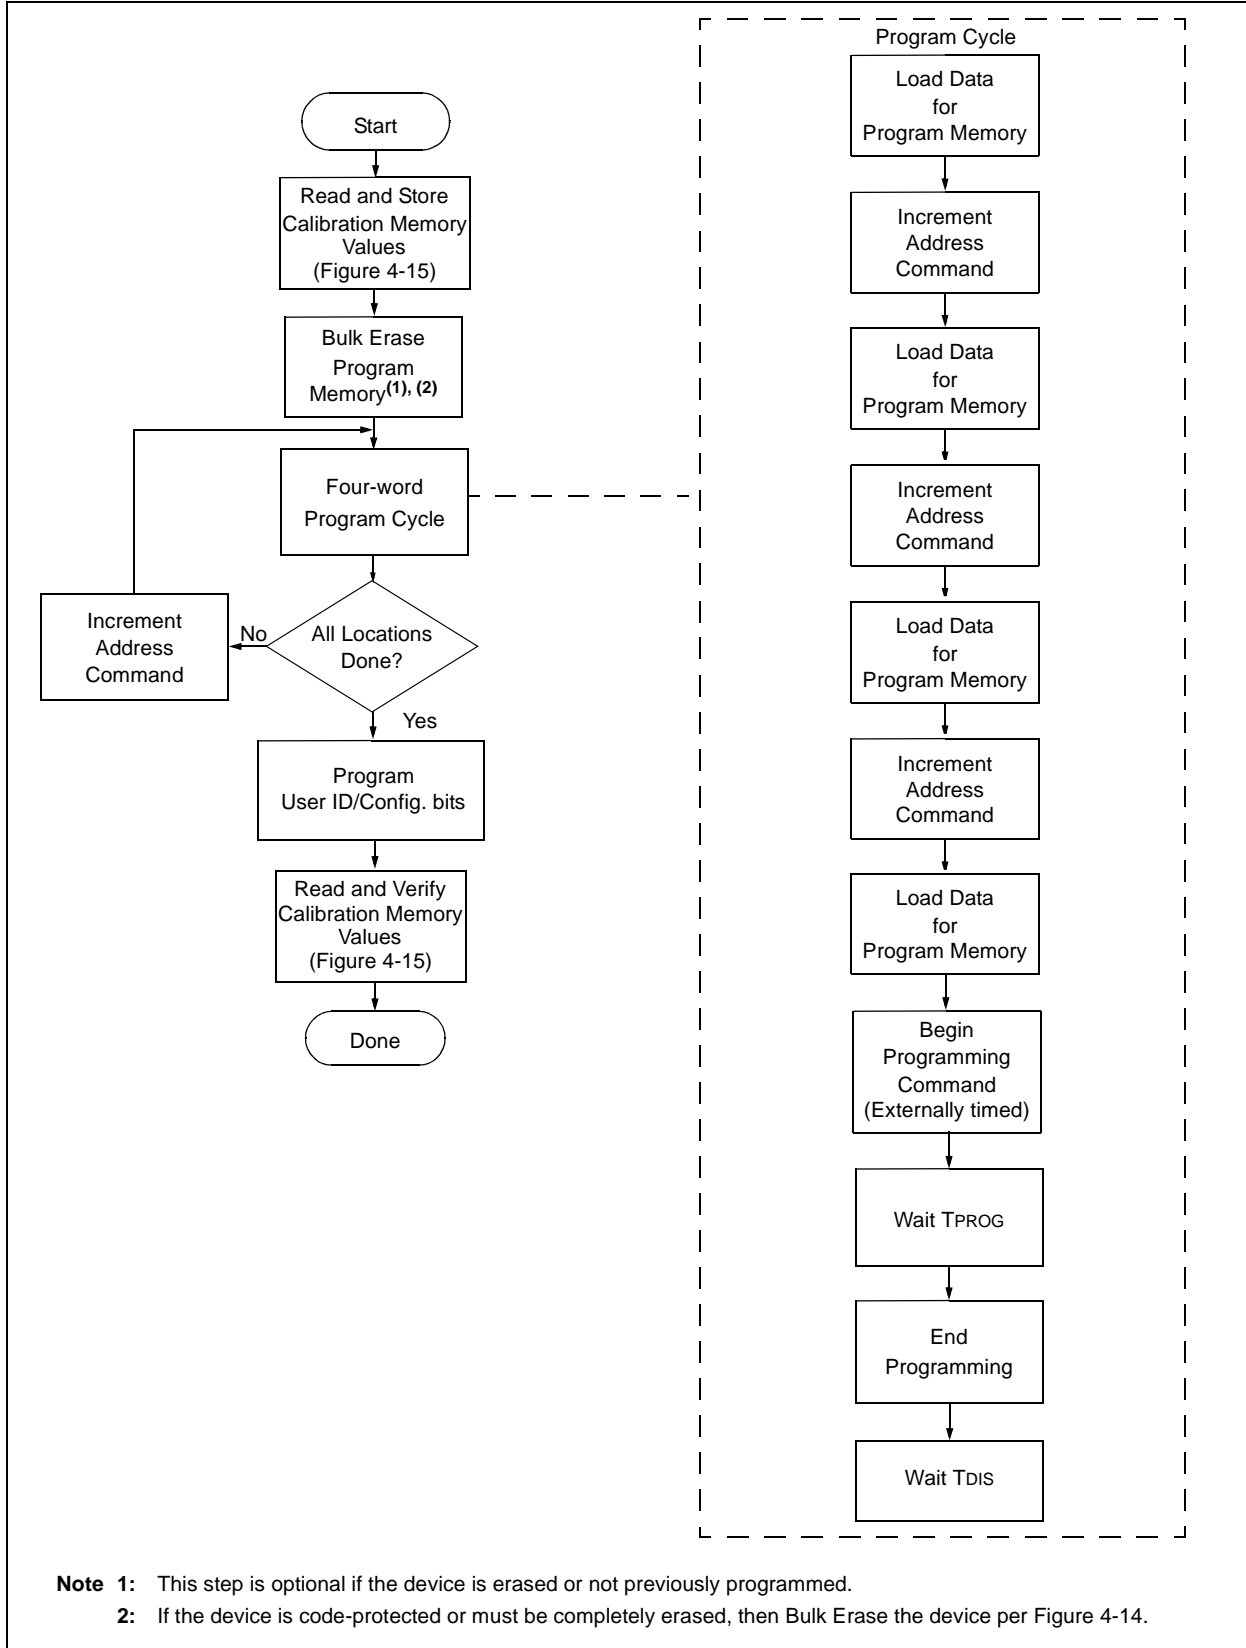 Start
Read and Store
Calibration Memory
Values
(Figure 4-15)
Bulk Erase
Program
Memory(1), (2)
Four-word
Program Cycle
All Locations
Done?
No
Increment
Address
Command
Yes
Program
User ID/Config. bits
Read and Verify
Calibration Memory
Values
(Figure 4-15)
Done
Program Cycle
Load Data
for
Program Memory
Increment
Address
Command
Load Data
for
Program Memory
Increment
Address
Command
Load Data
for
Program Memory
Increment
Address
Command
Load Data
for
Program Memory
Begin
Programming
Command
(Externally timed)
Wait TPROG
End
Programming
Wait TDIS
Note 1: This step is optional if the device is erased or not previously programmed.
2: If the device is code-protected or must be completely erased, then Bulk Erase the device per Figure 4-14.